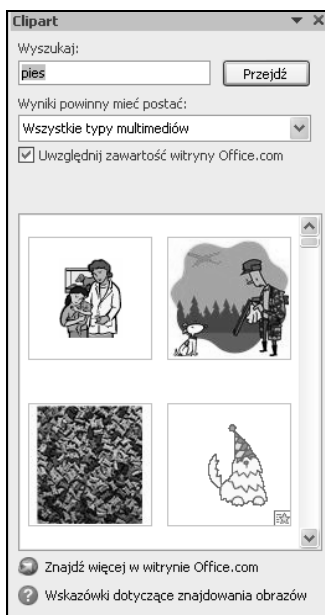 Clipart
Wyszukaj:
pies
Przejdź
Wyniki powinny mieć postać:
Wszystkie typy multimediów
Uwzględnij zawartość witryny Office.com
Znajdź więcej w witrynie Office.com
Wskazówki dotyczące znajdowania obrazów